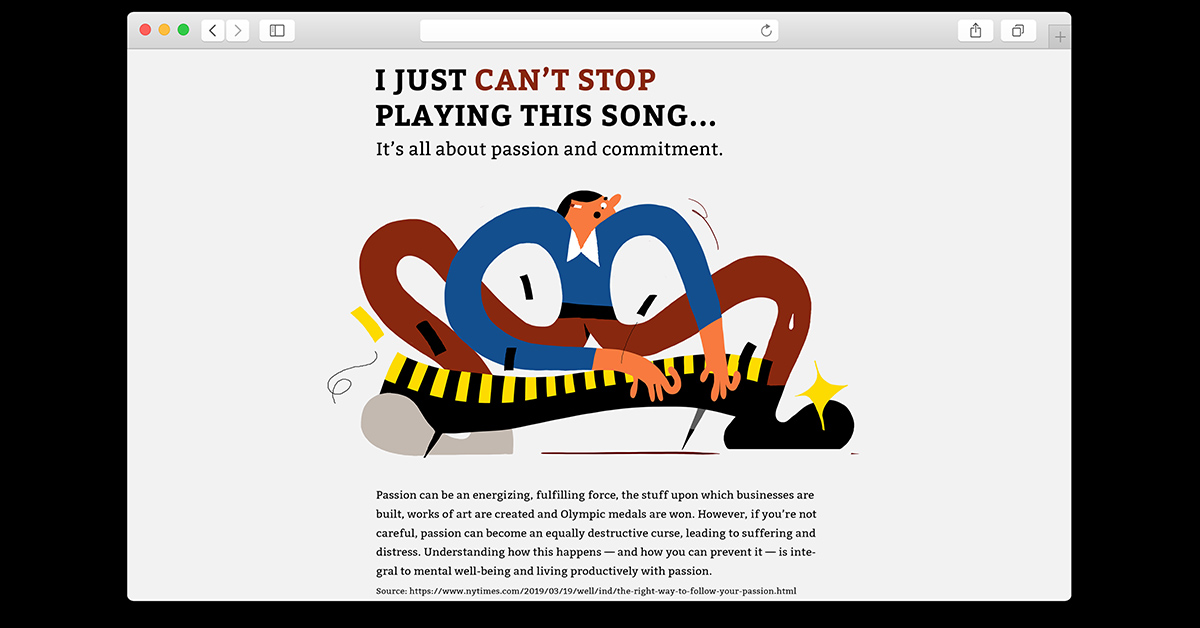 I JUST CAN’T STOP
PLAYING THIS SONG...
It’s all about passion and commitment.
Passion can be an energizing, fulfilling force, the stuff upon which businesses are
built, works of art are created and Olympic medals are won. However, if you’re not
careful, passion can become an equally destructive curse, leading to suffering and
distress. Understanding how this happens — and how you can prevent it — is inte-
gral to mental well-being and living productively with passion.
Source: https://www.nytimes.com/2019/03/19/well/ind/the-right-way-to-follow-your-passion.html